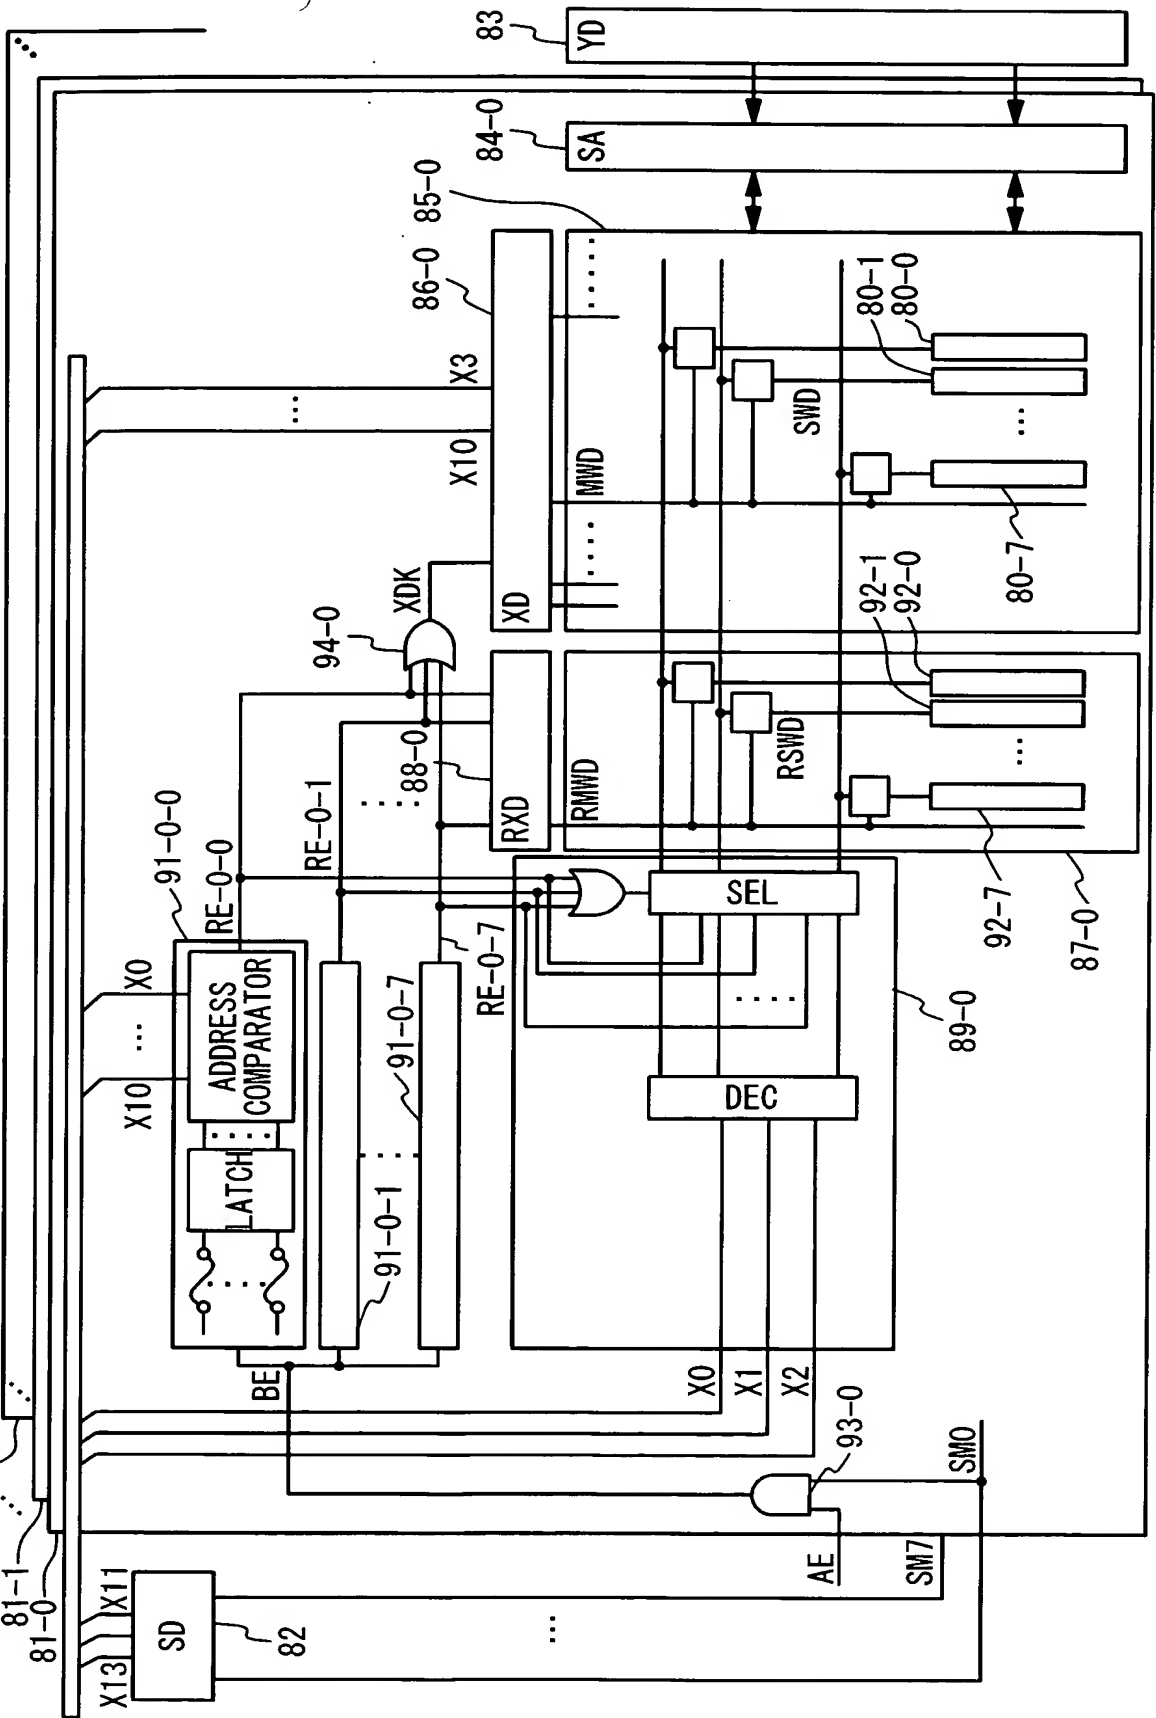 81-1
81-0
X13
X11
SD
82
AE
SM7
SM0
93-0
BE
X10
...
X0
LATCH
ADDRESS
COMPARATOR
91-0-0
RE-0-0
91-0-1
91-0-7
RE-0-1
RE-0-7
X0
X1
X2
DEC
SEL
89-0
94-0
XDK
88-0
RXD
RMWD
RSWD
92-1
92-0
92-7
87-0
X10
...
X3
86-0
XD
MWD
SWD
85-0
80-1
80-0
80-7
84-0
SA
83
YD